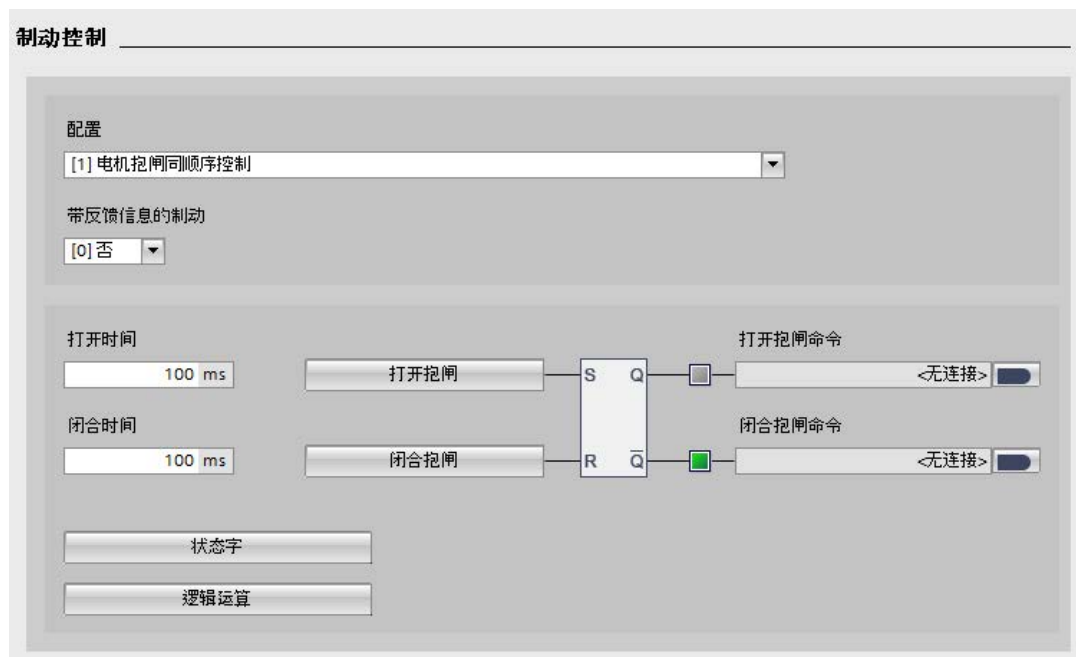 制动控制
配置
[1] 电机抱闸同顺序控制
带反馈信息的制动
[0] 否
打开时间
打开抱闸命令
100 ms
打开抱闸
S Q
<无连接>
闭合时间
闭合抱闸命令
100 ms
闭合抱闸
R Q̅
<无连接>
状态字
逻辑运算